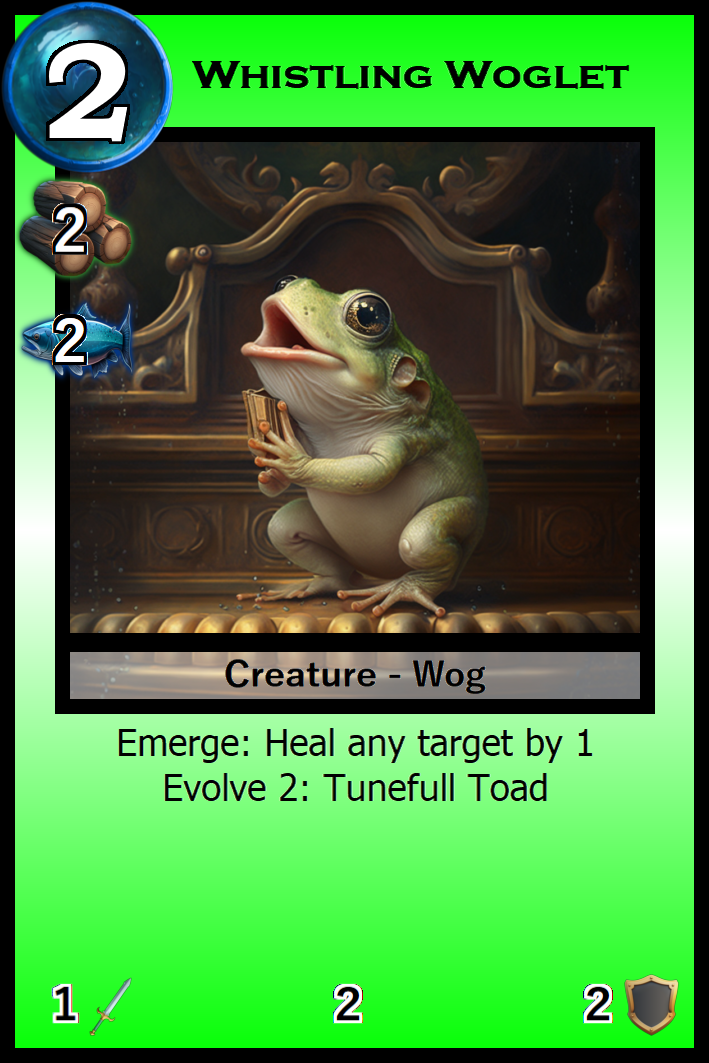 2
Whistling Woglet
2
2
Creature - Wog
Emerge: Heal any target by 1
Evolve 2: Tunefull Toad
1 2 2